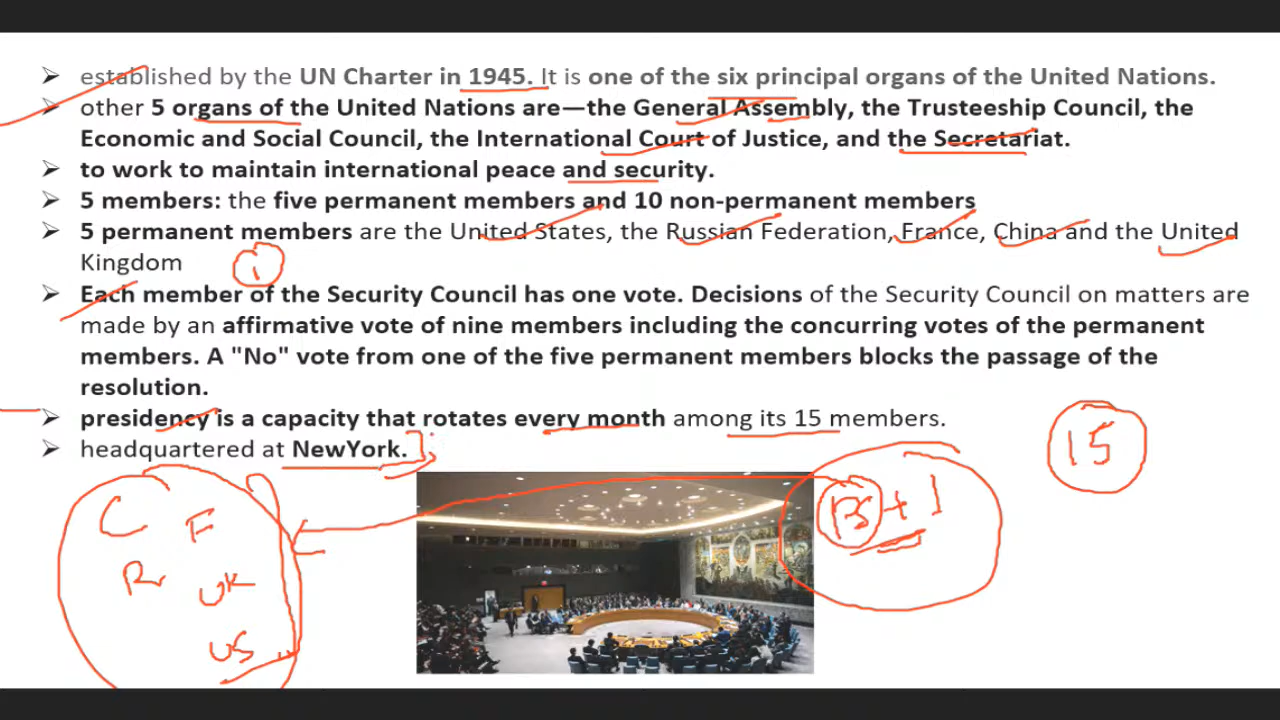 ➢ established by the UN Charter in 1945. It is one of the six principal organs of the United Nations.
➢ other 5 organs of the United Nations are—the General Assembly, the Trusteeship Council, the
Economic and Social Council, the International Court of Justice, and the Secretariat.
➢ to work to maintain international peace and security.
➢ 5 members: the five permanent members and 10 non-permanent members
➢ 5 permanent members are the United States, the Russian Federation, France, China and the United
Kingdom
1
➢ Each member of the Security Council has one vote. Decisions of the Security Council on matters are
made by an affirmative vote of nine members including the concurring votes of the permanent
members. A "No" vote from one of the five permanent members blocks the passage of the
resolution.
➢ presidency is a capacity that rotates every month among its 15 members.
➢ headquartered at NewYork.
15
C F
R UK
US
+ 1